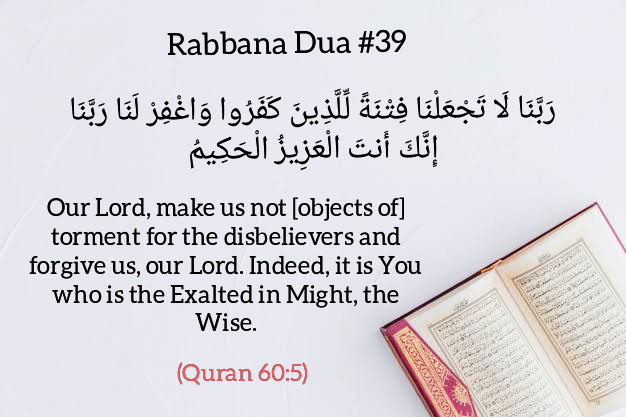 Rabbana Dua #39
رَبَّنَا لَا تَجْعَلْنَا فِتْنَةً لِّلَّذِينَ كَفَرُوا وَاغْفِرْ لَنَا رَبَّنَا
إِنَّكَ أَنتَ الْعَزِيزُ الْحَكِيمُ
Our Lord, make us not [objects of]
torment for the disbelievers and
forgive us, our Lord. Indeed, it is You
who is the Exalted in Might, the
Wise.
(Quran 60:5)